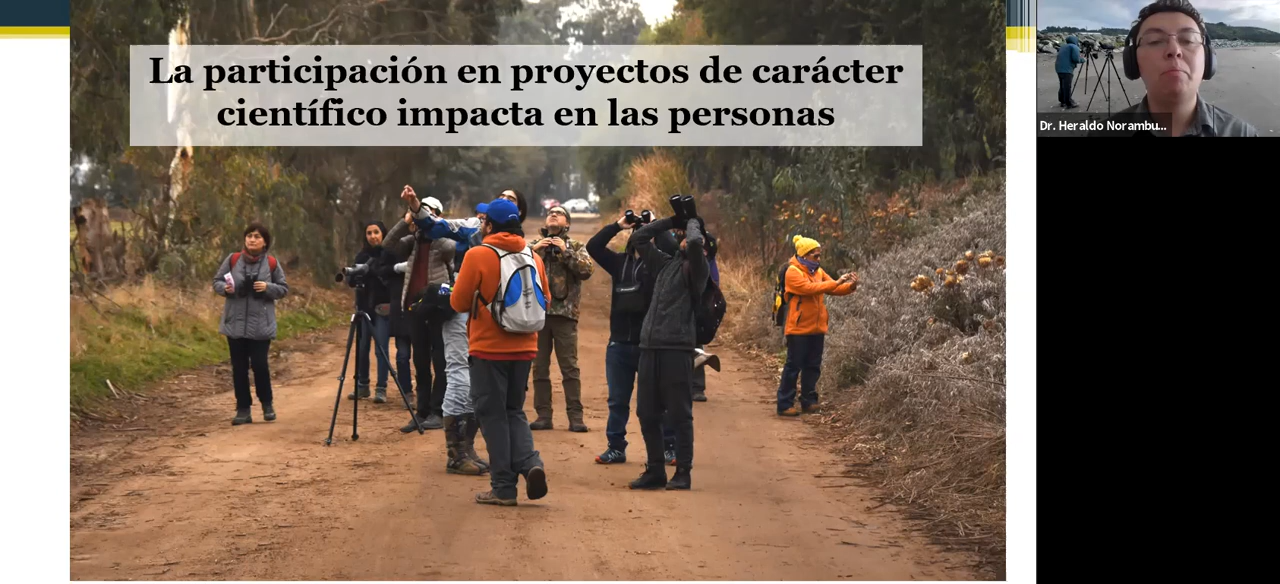 La participación en proyectos de carácter
científico impacta en las personas
Dr. Heraldo Norambu...